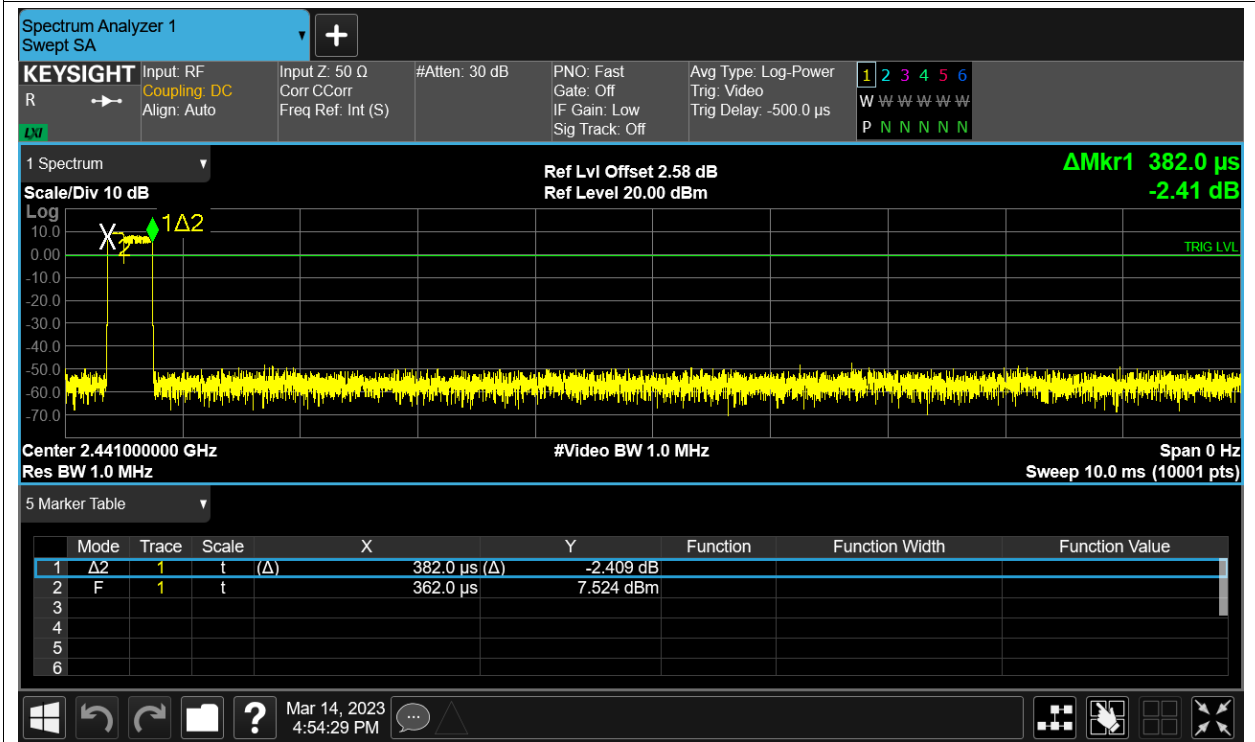 Spectrum Analyzer 1
Swept SA
+
KEYSIGHT Input: RF Input Z: 50 Ω #Atten: 30 dB PNO: Fast Avg Type: Log-Power 1 2 3 4 5 6
R Coupling: DC Corr CCorr Gate: Off Trig: Video W W W W W W
Align: Auto Freq Ref: Int (S) IF Gain: Low Trig Delay: -500.0 µs P N N N N N
LXI Sig Track: Off
1 Spectrum Ref Lvl Offset 2.58 dB ΔMkr1 382.0 µs
Scale/Div 10 dB Ref Level 20.00 dBm -2.41 dB
Log
1Δ2
10.0
X
2
0.00 TRIG LVL
-10.0
-20.0
-30.0
-40.0
-50.0
-60.0
-70.0
Center 2.441000000 GHz #Video BW 1.0 MHz Span 0 Hz
Res BW 1.0 MHz Sweep 10.0 ms (10001 pts)
5 Marker Table
Mode Trace Scale X Y Function Function Width Function Value
1 Δ2 1 t (Δ) 382.0 µs (Δ) -2.409 dB
2 F 1 t 362.0 µs 7.524 dBm
3
4
5
6
? Mar 14, 2023
4:54:29 PM